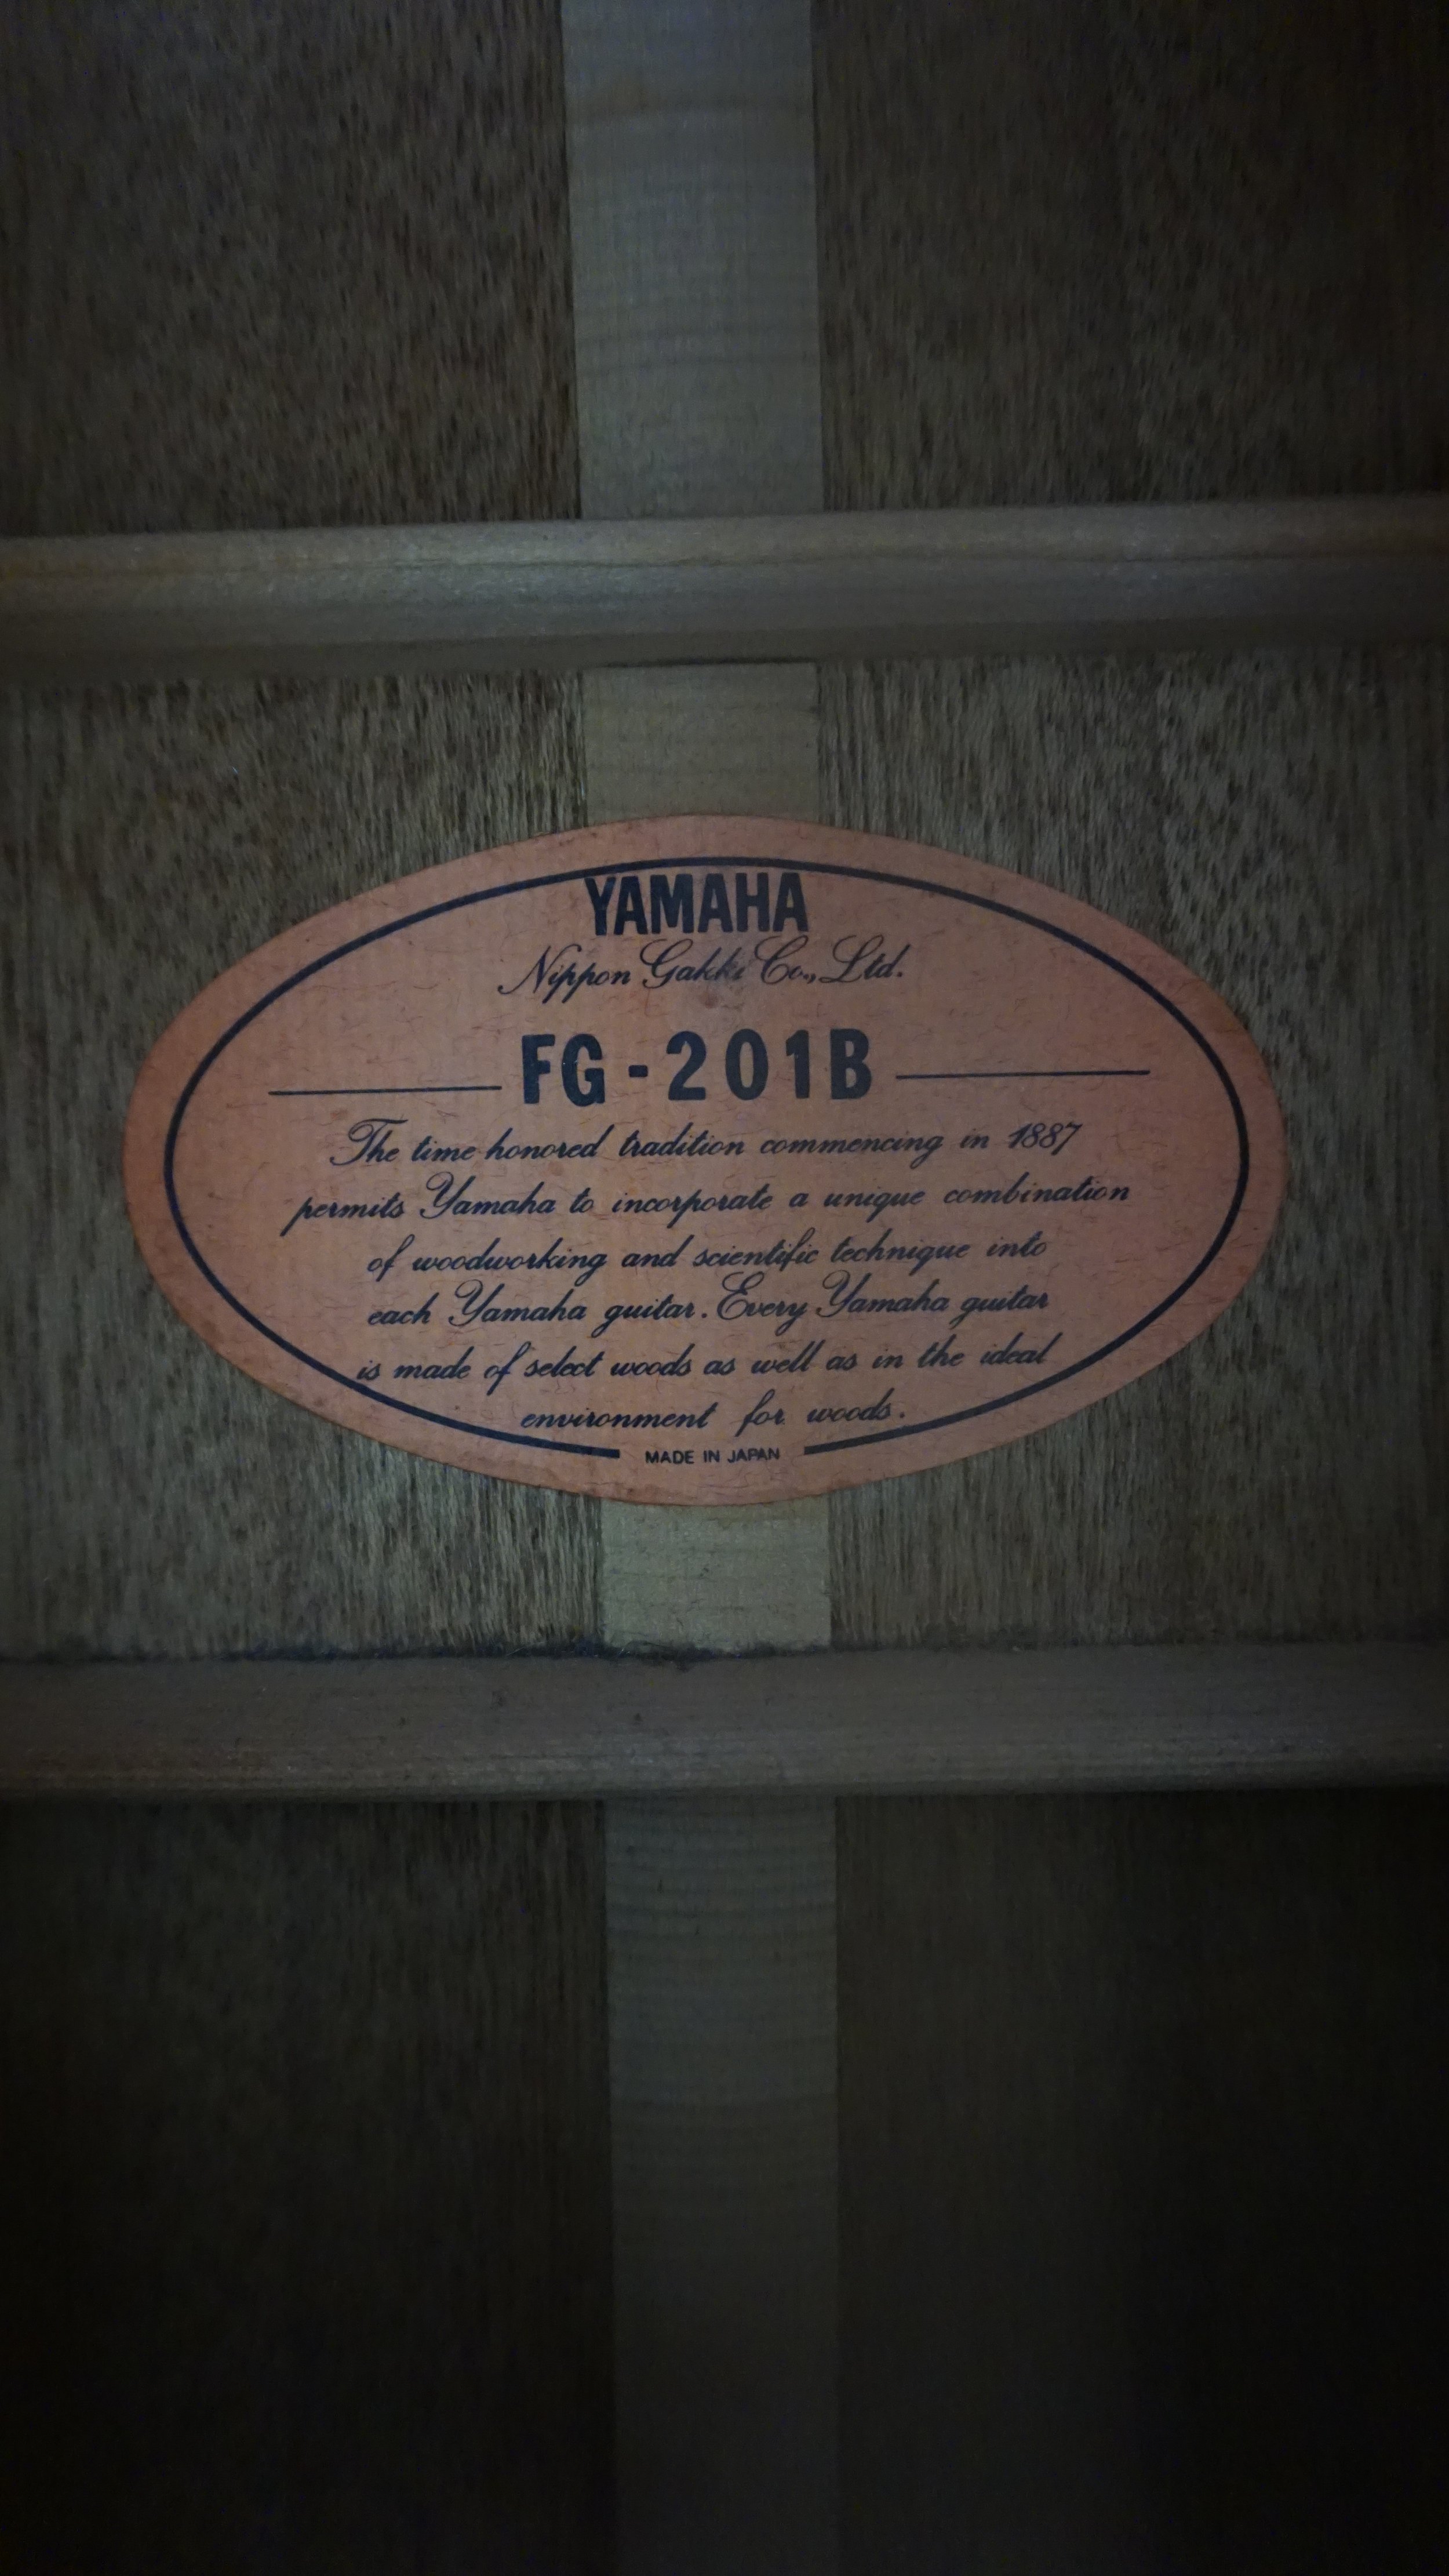 YAMAHA
Nippon Gakki Co., Ltd.
FG-201B
The time honored tradition commencing in 1887
permits Yamaha to incorporate a unique combination
of woodworking and scientific technique into
each Yamaha guitar. Every Yamaha guitar
is made of select woods as well as in the ideal
environment for woods.
MADE IN JAPAN